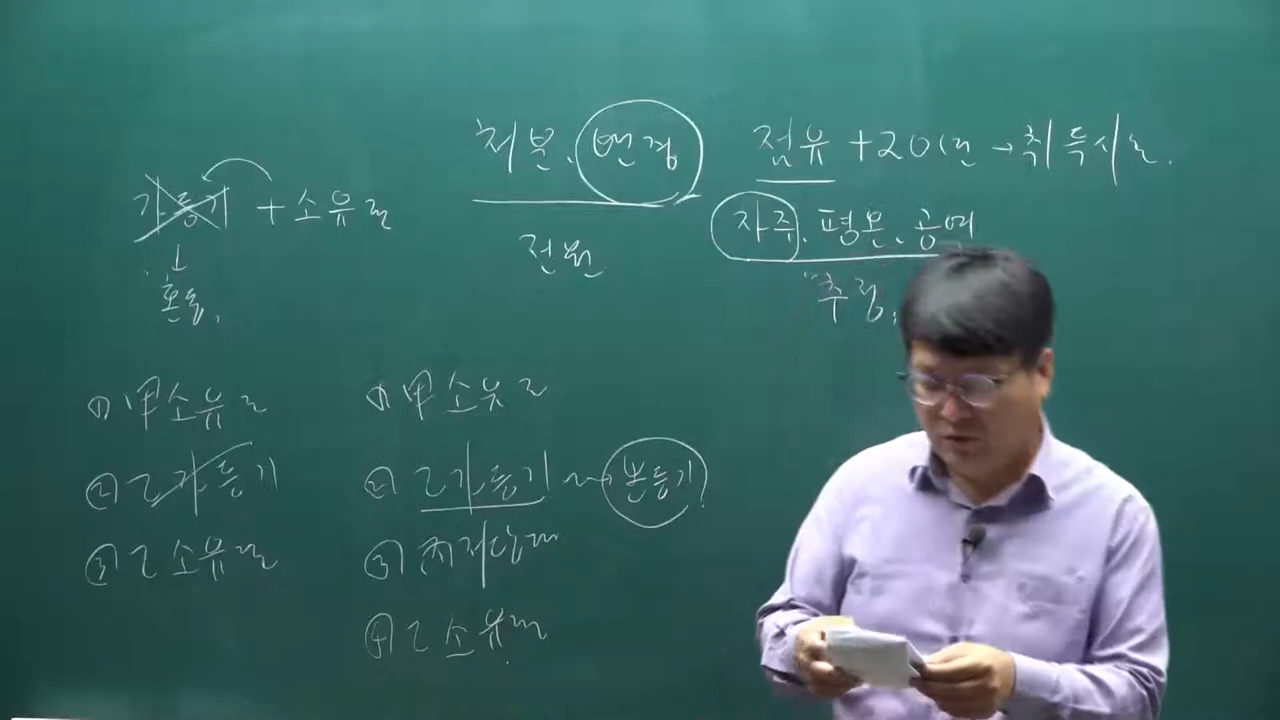 가등기 + 소유권
↓
혼동.
처분. 변경
전원
점유 + 20년 → 취득시효.
자주. 평온. 공연
"추정.
① 甲 소유권
② 乙 가등기
③ 乙 소유권
① 甲 소유권
② 乙 가등기 → 본등기
③ 丙 저당권
④ 乙 소유권